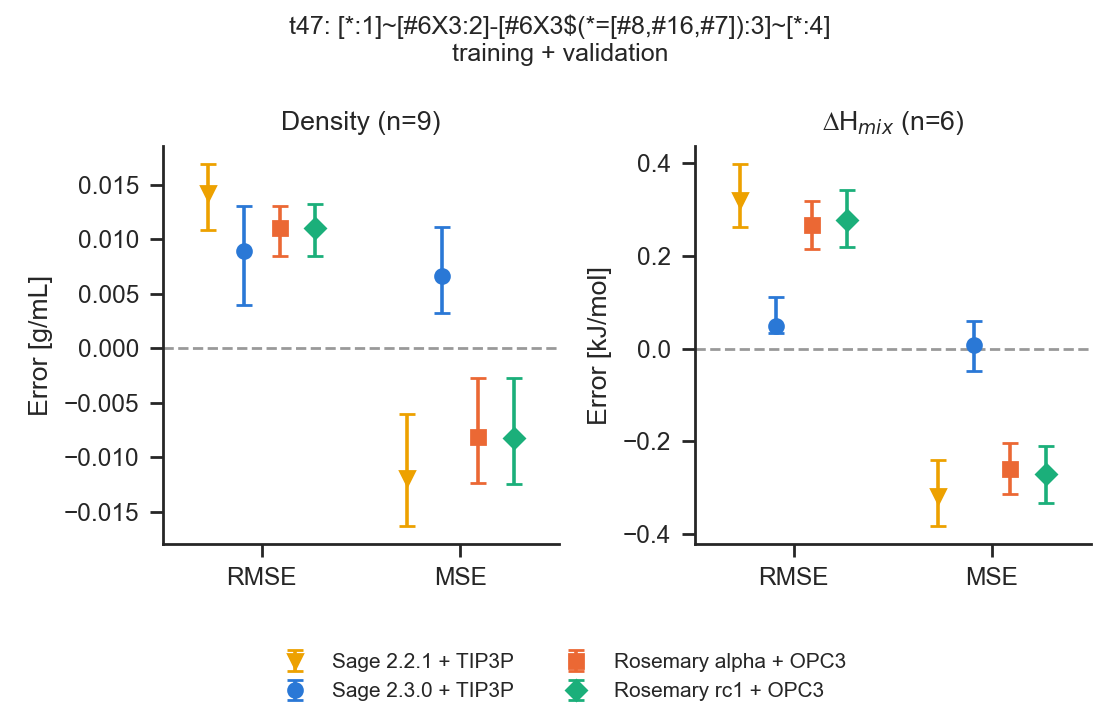 t47: [*:1]~[#6X3:2]-[#6X3$(*=[#8,#16,#7]):3]~[*:4]
training + validation
Density (n=9)
Error [g/mL]
0.015
0.010
0.005
0.000
−0.005
−0.010
−0.015
RMSE
MSE
ΔH_mix (n=6)
Error [kJ/mol]
0.4
0.2
0.0
−0.2
−0.4
RMSE
MSE
Sage 2.2.1 + TIP3P
Sage 2.3.0 + TIP3P
Rosemary alpha + OPC3
Rosemary rc1 + OPC3